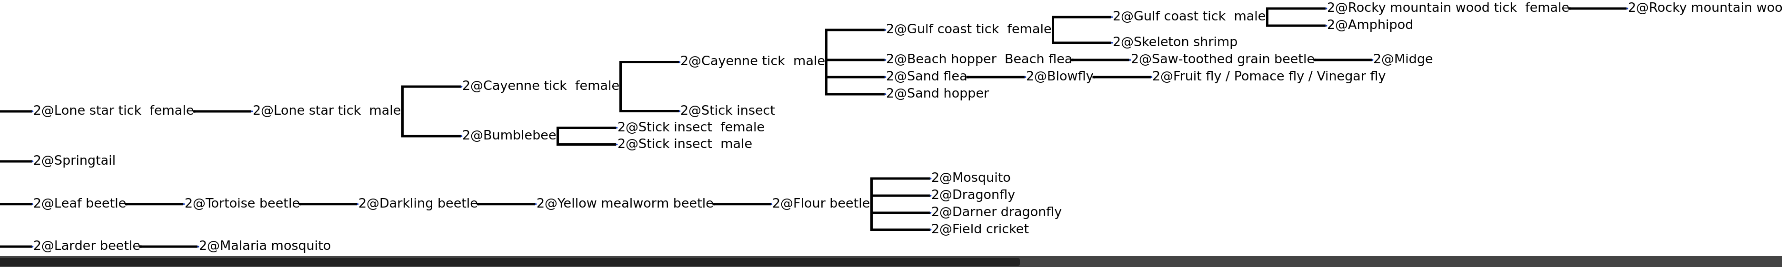 2@Rocky mountain wood tick  female 2@Rocky mountain woo
2@Gulf coast tick  male
2@Amphipod
2@Gulf coast tick  female
2@Skeleton shrimp
2@Cayenne tick  male
2@Beach hopper  Beach flea 2@Saw-toothed grain beetle 2@Midge
2@Sand flea 2@Blowfly 2@Fruit fly / Pomace fly / Vinegar fly
2@Cayenne tick  female
2@Sand hopper
2@Lone star tick  female 2@Lone star tick  male 2@Stick insect
2@Stick insect  female
2@Bumblebee
2@Stick insect  male
2@Springtail
2@Mosquito
2@Dragonfly
2@Leaf beetle 2@Tortoise beetle 2@Darkling beetle 2@Yellow mealworm beetle 2@Flour beetle
2@Darner dragonfly
2@Field cricket
2@Larder beetle 2@Malaria mosquito